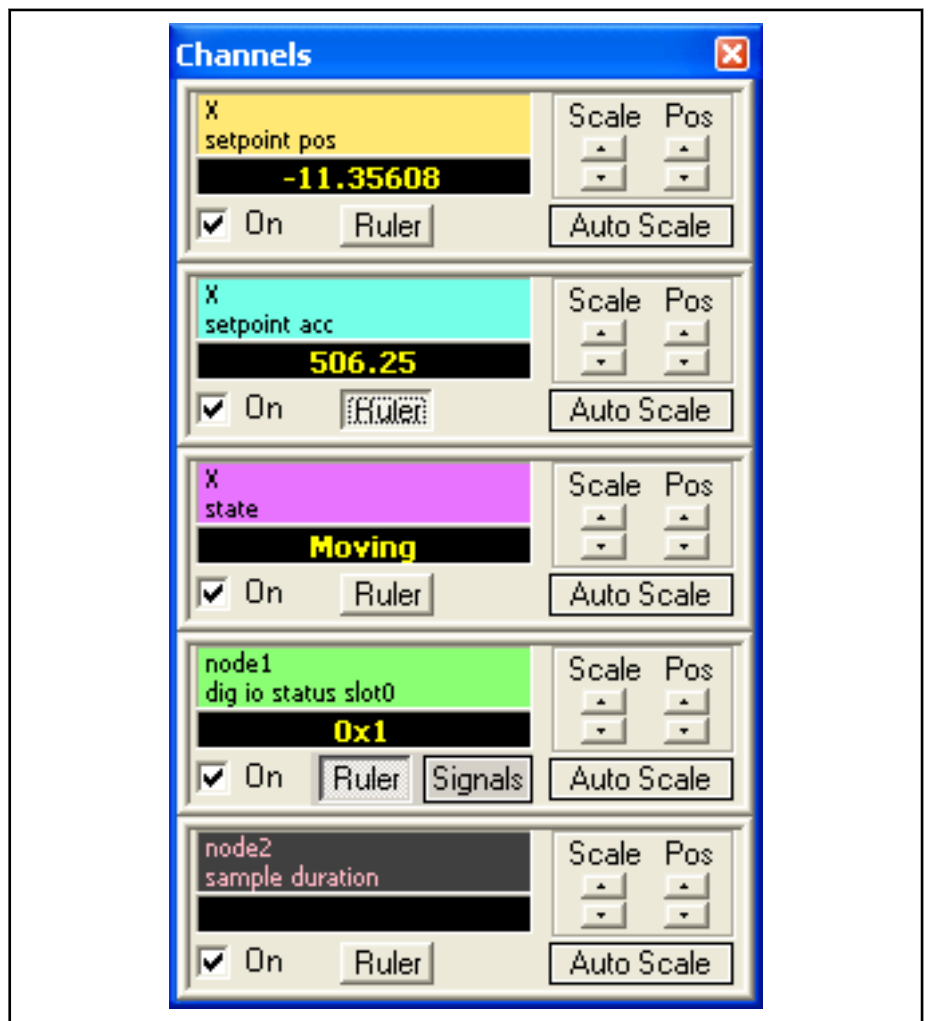 Channels
X
setpoint pos
-11.35608
On Ruler
Scale Pos
Auto Scale
X
setpoint acc
506.25
On Ruler
Scale Pos
Auto Scale
X
state
Moving
On Ruler
Scale Pos
Auto Scale
node1
dig io status slot0
0x1
On Ruler Signals
Scale Pos
Auto Scale
node2
sample duration
On Ruler
Scale Pos
Auto Scale